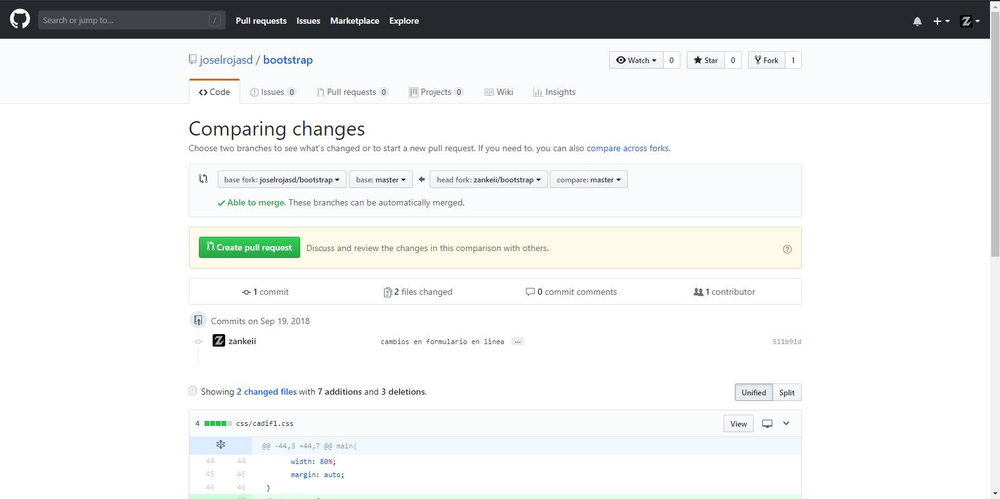 Search or jump to... /
Pull requests Issues Marketplace Explore
joselrojasd / bootstrap
Watch 0 Star 0 Fork 1
Code Issues 0 Pull requests 0 Projects 0 Wiki Insights
Comparing changes
Choose two branches to see what's changed or to start a new pull request. If you need to, you can also compare across forks.
base fork: joselrojasd/bootstrap base: master head fork: zankeii/bootstrap compare: master
Able to merge. These branches can be automatically merged.
Create pull request Discuss and review the changes in this comparison with others.
1 commit 2 files changed 0 commit comments 1 contributor
Commits on Sep 19, 2018
zankeii cambios en formulario en linea ... 511b91d
Showing 2 changed files with 7 additions and 3 deletions.
Unified Split
4 css/cadif1.css View
@@ -44,3 +44,7 @@ main{
44 44 width: 80%;
45 45 margin: auto;
46 46 }